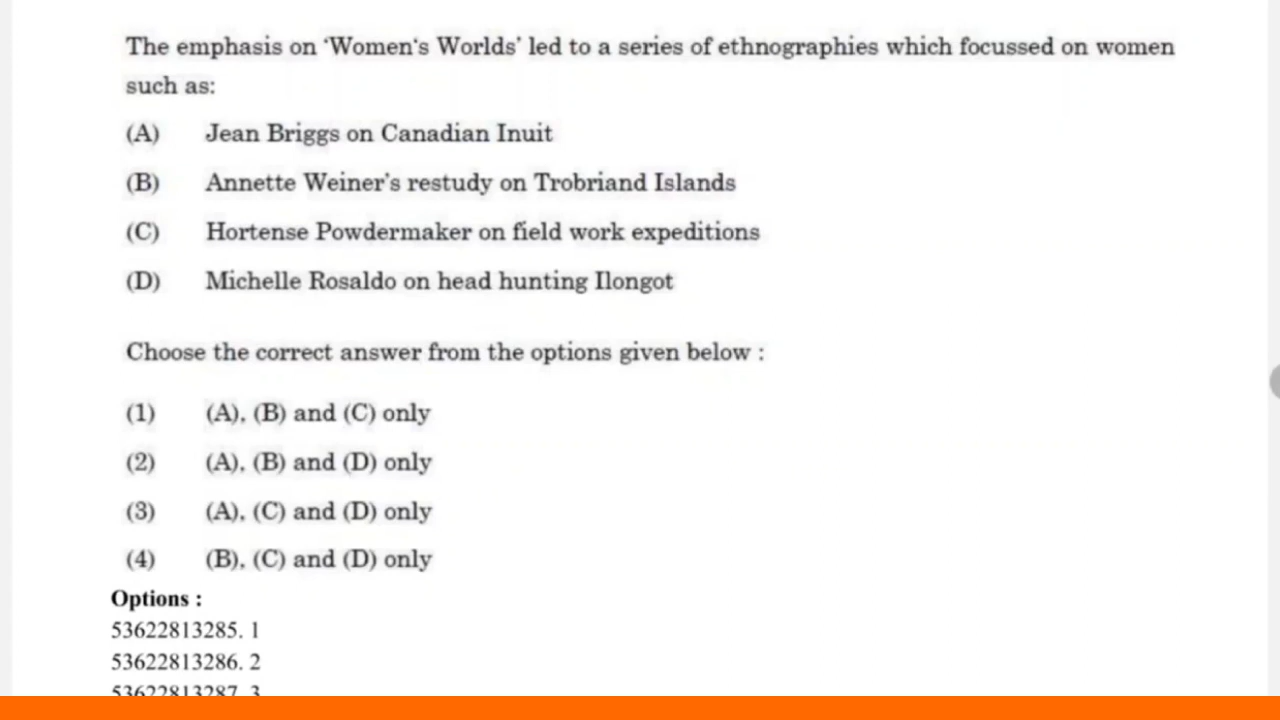 The emphasis on ‘Women‘s Worlds’ led to a series of ethnographies which focussed on women
such as:
(A) Jean Briggs on Canadian Inuit
(B) Annette Weiner’s restudy on Trobriand Islands
(C) Hortense Powdermaker on field work expeditions
(D) Michelle Rosaldo on head hunting Ilongot
Choose the correct answer from the options given below :
(1) (A), (B) and (C) only
(2) (A), (B) and (D) only
(3) (A), (C) and (D) only
(4) (B), (C) and (D) only
Options :
53622813285. 1
53622813286. 2
53622813287. 3